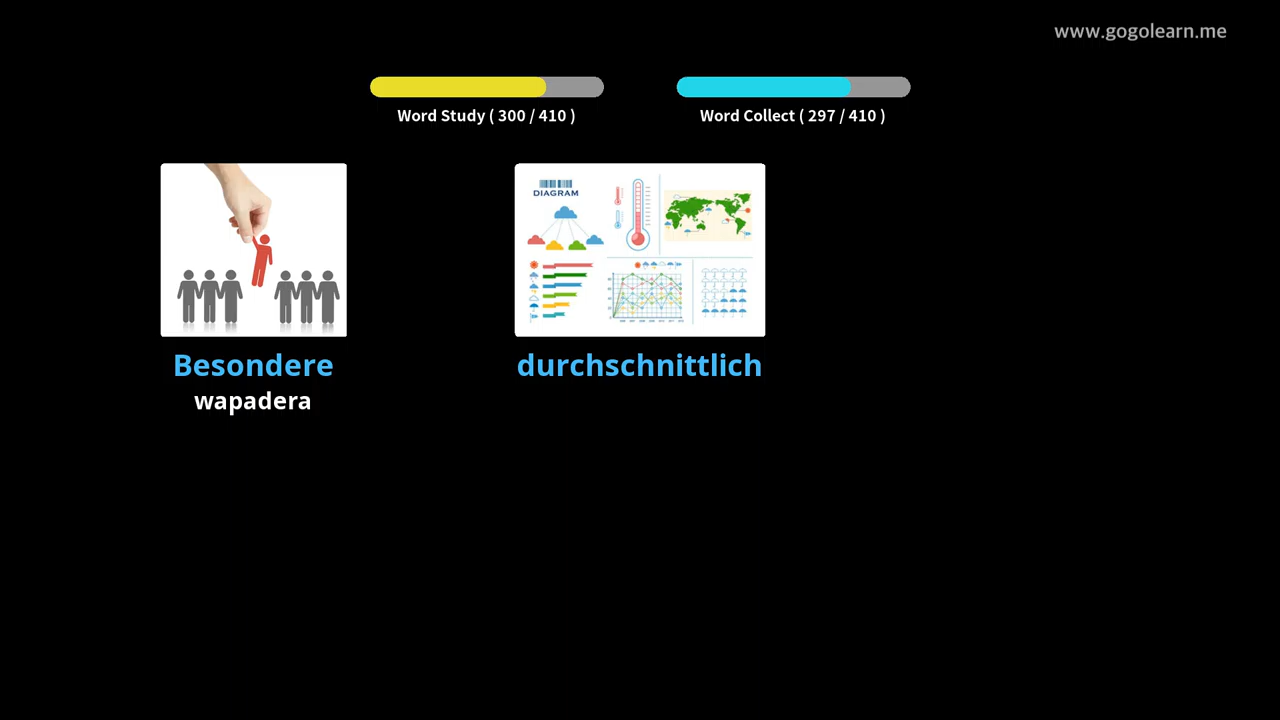 www.gogolearn.me
Word Study ( 300 / 410 )
Word Collect ( 297 / 410 )
DIAGRAM
Besondere
wapadera
durchschnittlich